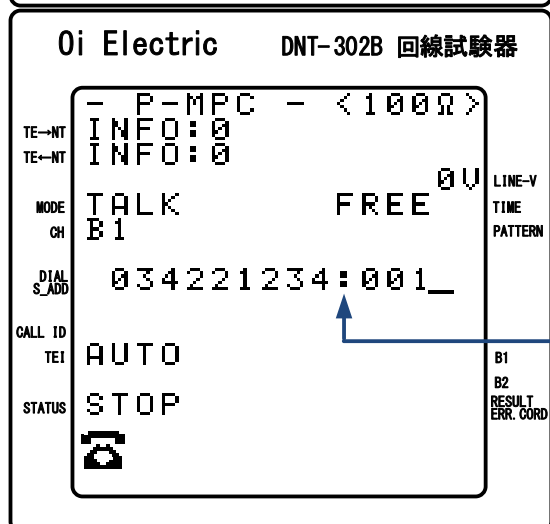 Oi Electric DNT-302B 回線試験器
- P-MPC - <100Ω>
TE→NT INFO:0
TE←NT INFO:0
0V LINE-V
MODE TALK FREE TIME
CH B1 PATTERN
DIAL
S_ADD 034221234:001_
CALL ID
TEI AUTO B1
B2
STATUS STOP RESULT
ERR.CORD